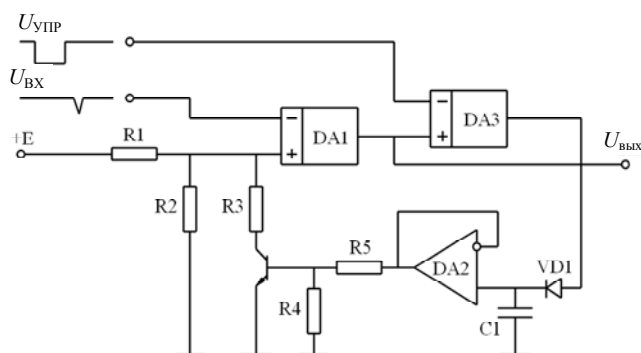 UУПР
UВХ
− DA3
− DA1 +
+E R1 + Uвых
R2 R3
R5
DA2 VD1
R4 C1